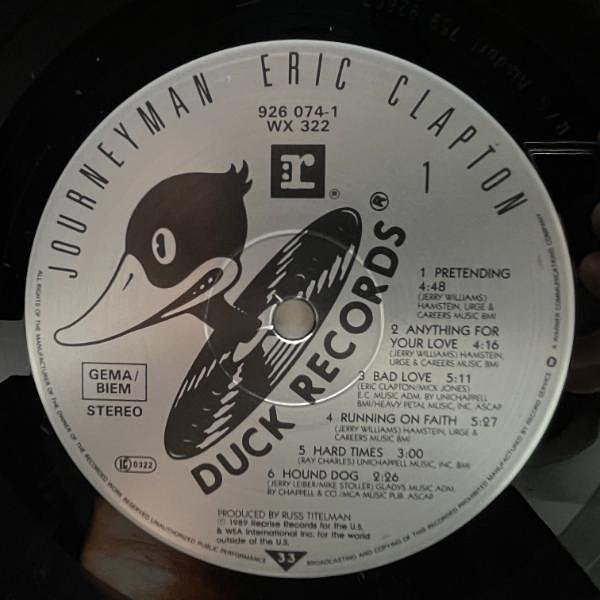 JOURNEYMAN ERIC CLAPTON
926 074-1
WX 322
r
®
1
DUCK RECORDS
GEMA/
BIEM
STEREO
LC 0322
1 PRETENDING
4:48
(JERRY WILLIAMS)
HAMSTEIN, URGE &
CAREERS MUSIC BMI
2 ANYTHING FOR
YOUR LOVE 4:16
(JERRY WILLIAMS) HAMSTEIN,
URGE & CAREERS MUSIC BMI
3 BAD LOVE 5:11
(ERIC CLAPTON/MICK JONES)
E.C. MUSIC ADM. BY UNICHAPPELL
BMI/HEAVY PETAL MUSIC, INC. ASCAP
4 RUNNING ON FAITH 5:27
(JERRY WILLIAMS) HAMSTEIN, URGE &
CAREERS MUSIC BMI
5 HARD TIMES 3:00
(RAY CHARLES) UNICHAPPELL MUSIC, INC. BMI
6 HOUND DOG 2:26
(JERRY LEIBER/MIKE STOLLER) GLADYS MUSIC ADM.
BY CHAPPELL & CO./MCA MUSIC PUB. ASCAP
PRODUCED BY RUSS TITELMAN
℗ 1989 Reprise Records for the U.S.
& WEA International Inc. for the world
outside of the U.S.
33
ALL RIGHTS OF THE MANUFACTURER AND OF THE OWNER OF THE RECORDED WORK RESERVED UNAUTHORIZED PUBLIC PERFORMANCE
BROADCASTING AND COPYING OF THIS RECORD PROHIBITED MANUFACTURED BY RECORD SERVICE
A WARNER COMMUNICATIONS COMPANY